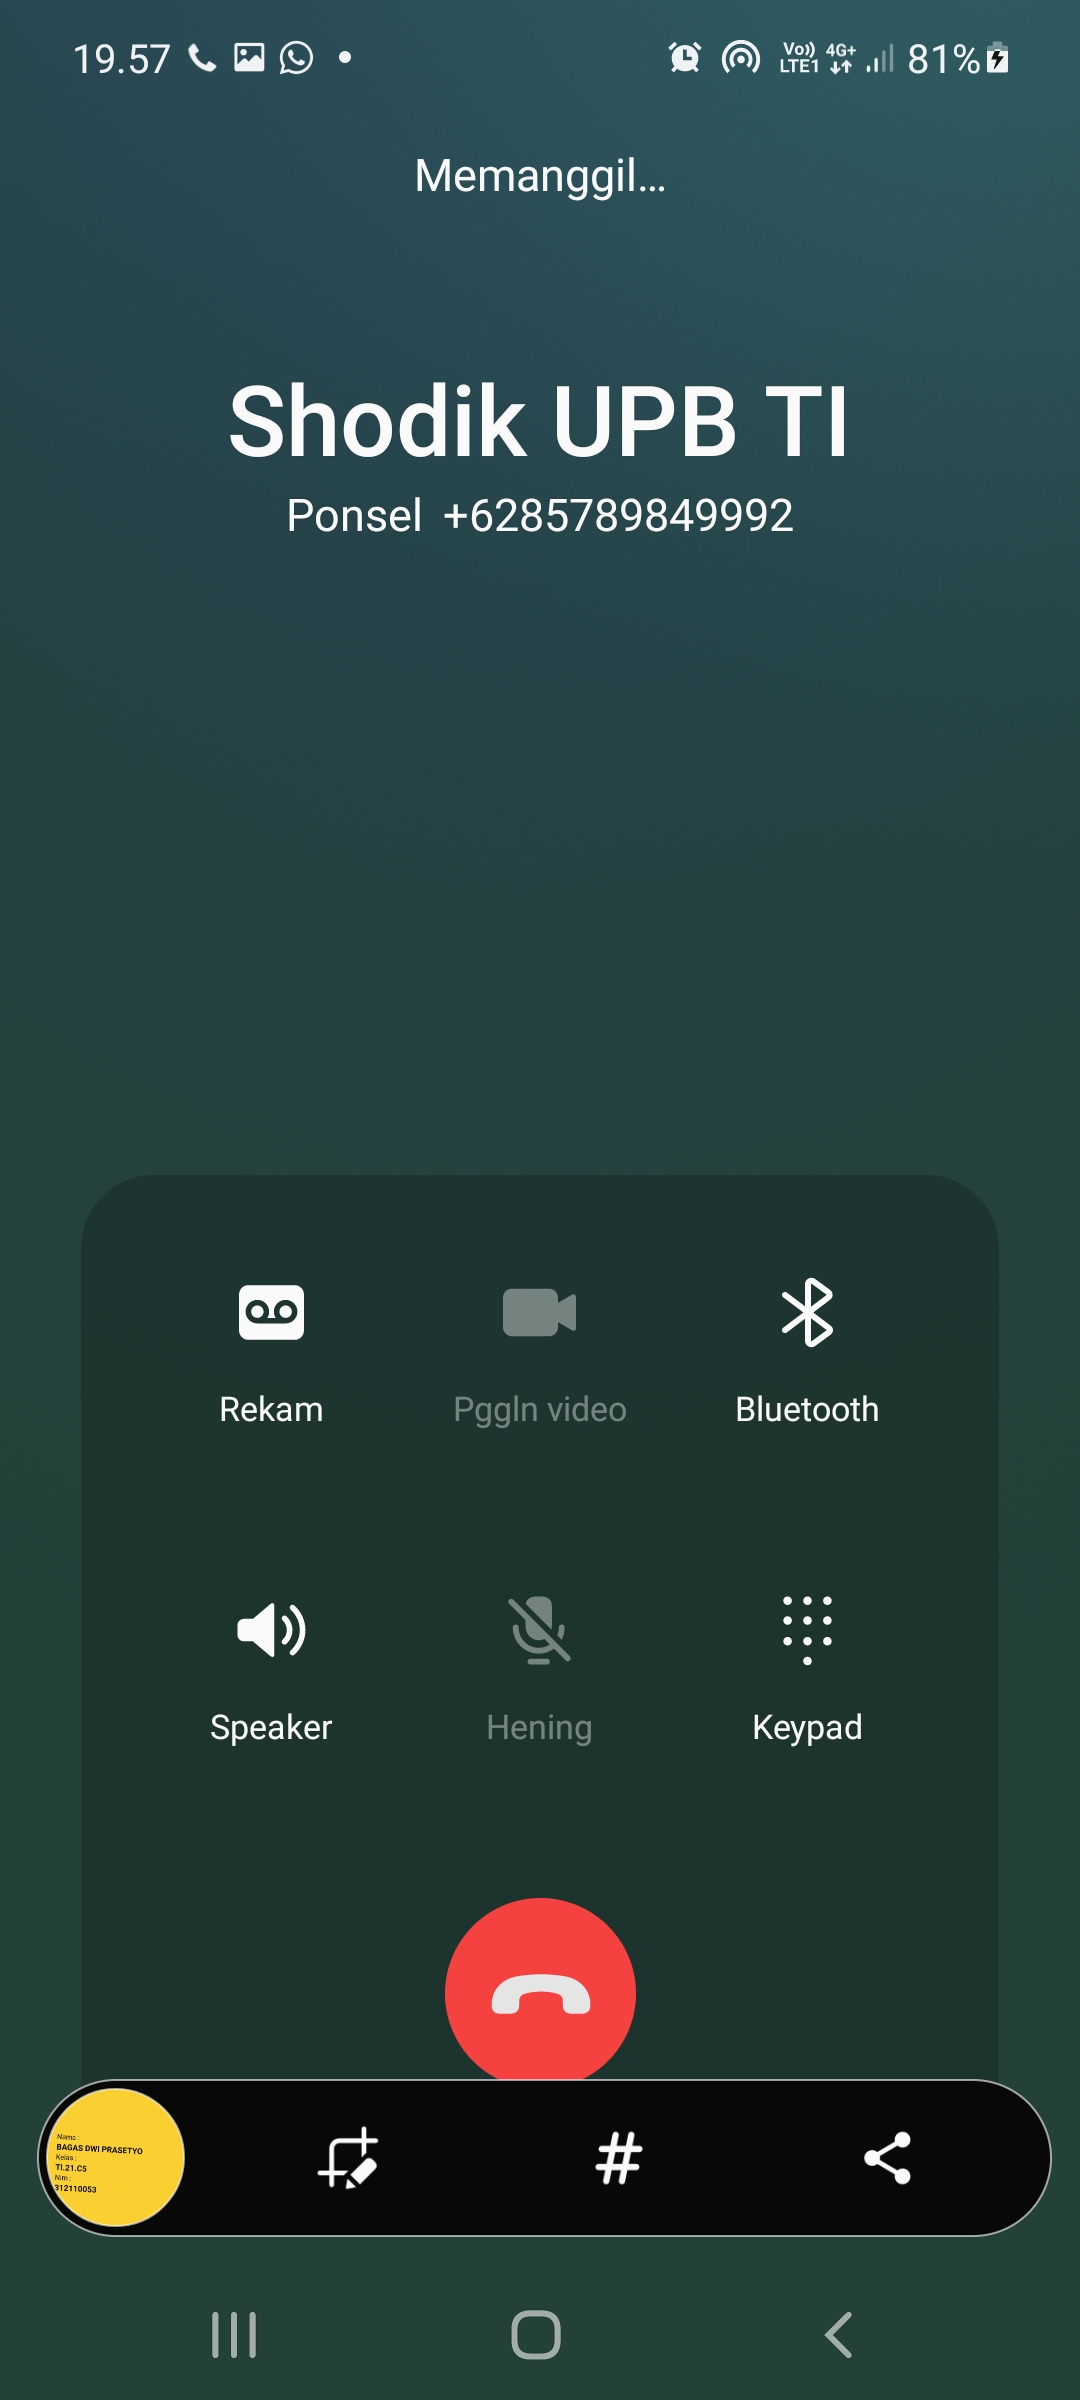 19.57
Vo)) LTE1 4G+ 81%
Memanggil...
Shodik UPB TI
Ponsel +6285789849992
Rekam
Pggln video
Bluetooth
Speaker
Hening
Keypad
Nama :
BAGAS DWI PRASETYO
Kelas :
TI.21.C5
Nim :
312110053
#